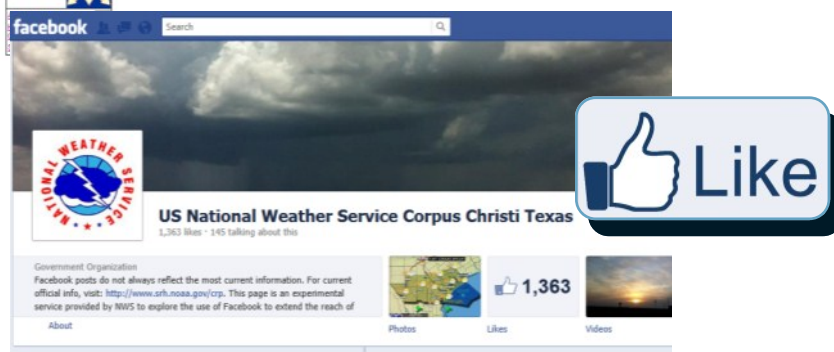 facebook
Search
NATIONAL WEATHER SERVICE
Like
US National Weather Service Corpus Christi Texas
1,363 likes · 145 talking about this
Government Organization
Facebook posts do not always reflect the most current information. For current
official info, visit: http://www.srh.noaa.gov/crp. This page is an experimental
service provided by NWS to explore the use of Facebook to extend the reach of
1,363
About
Photos
Likes
Videos